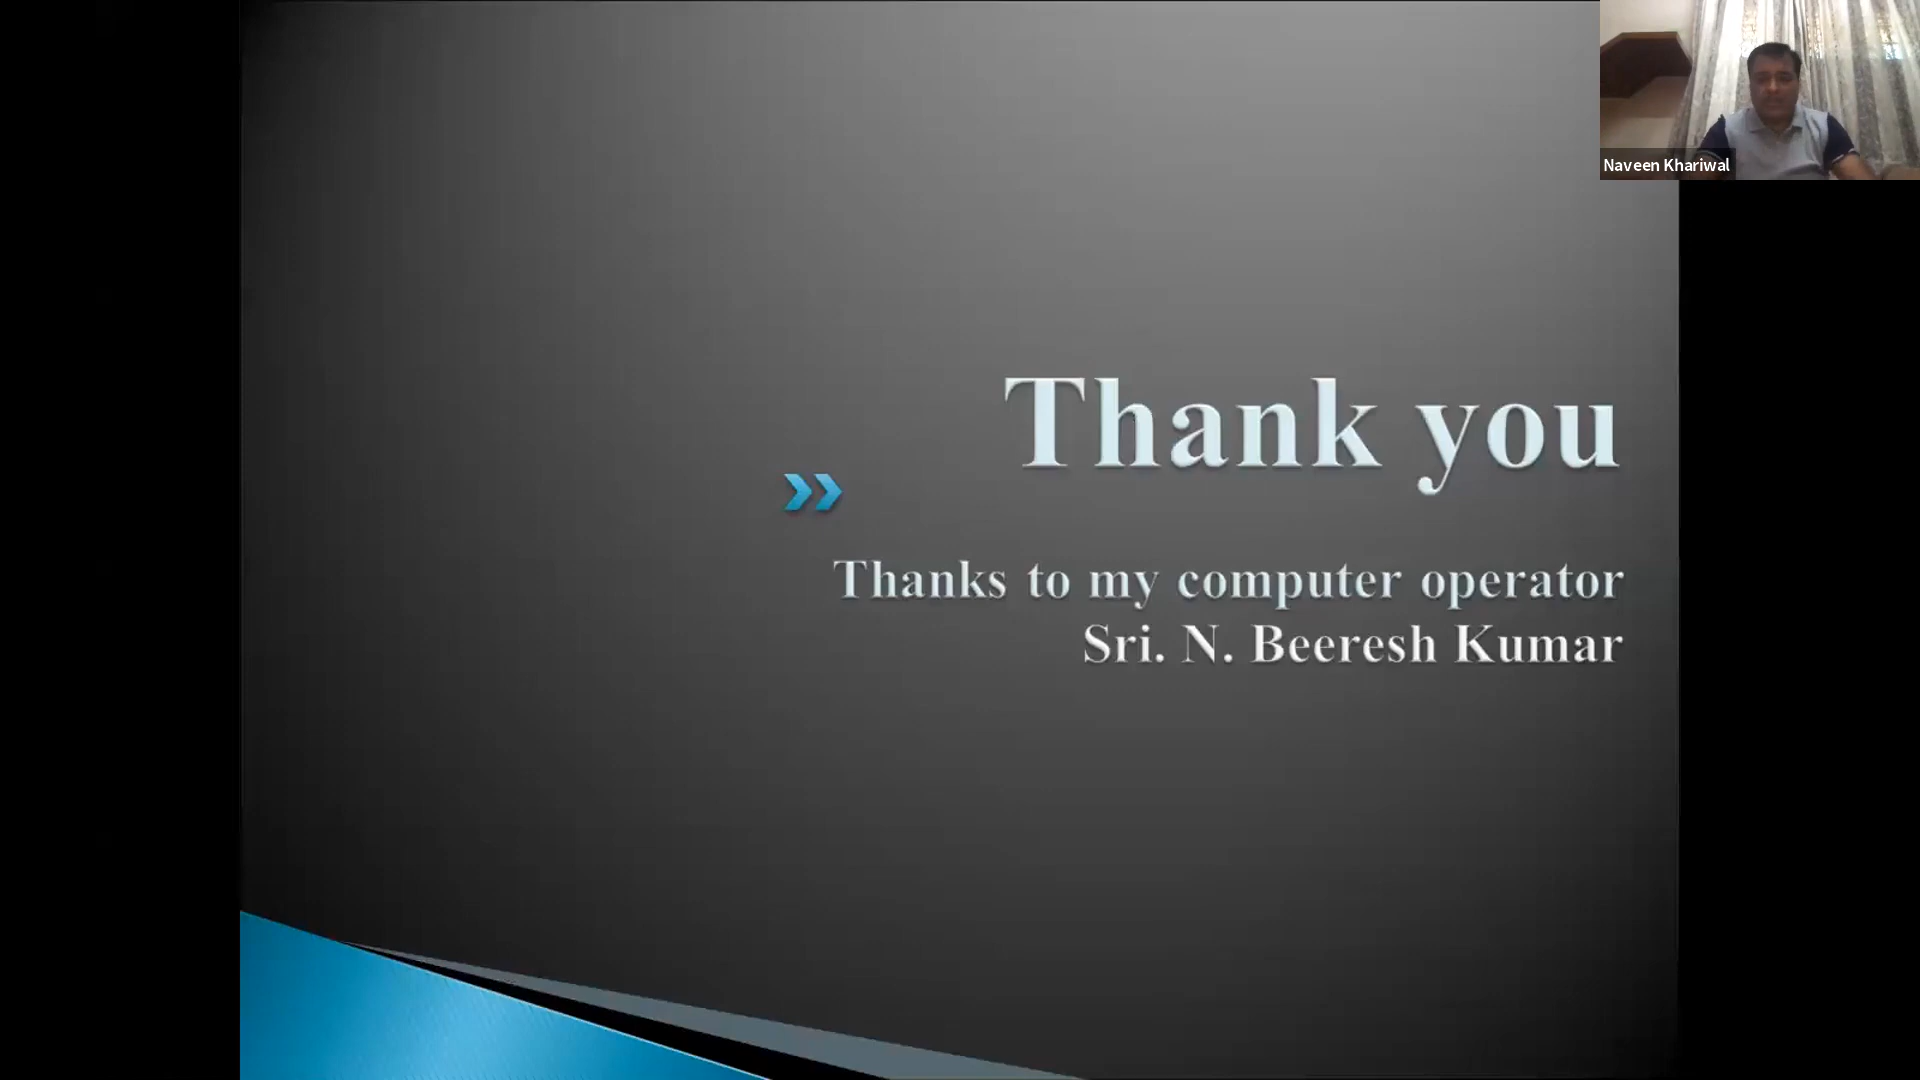 Naveen Khariwal
Thank you
Thanks to my computer operator
Sri. N. Beeresh Kumar